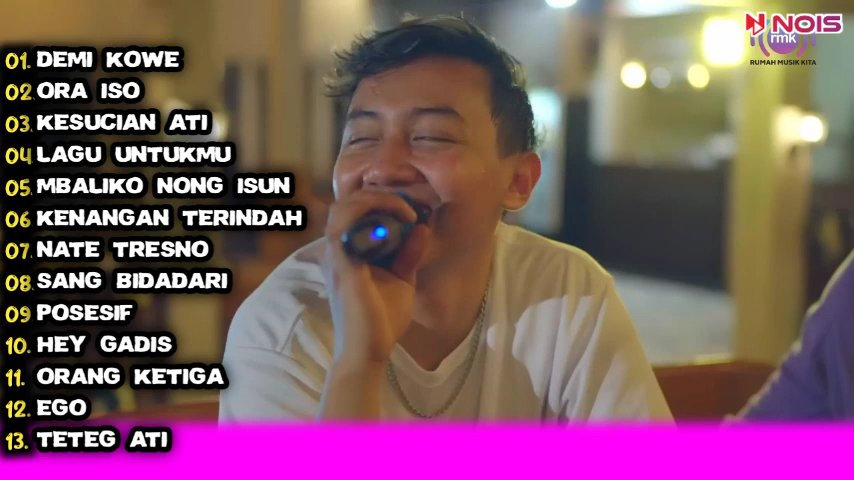 NOIS
rmk
RUMAH MUSIK KITA
01. DEMI KOWE
02. ORA ISO
03. KESUCIAN ATI
04 LAGU UNTUKMU
05. MBALIKO NONG ISUN
06 KENANGAN TERINDAH
07. NATE TRESNO
08. SANG BIDADARI
09 POSESIF
10. HEY GADIS
11. ORANG KETIGA
12. EGO
13. TETEG ATI